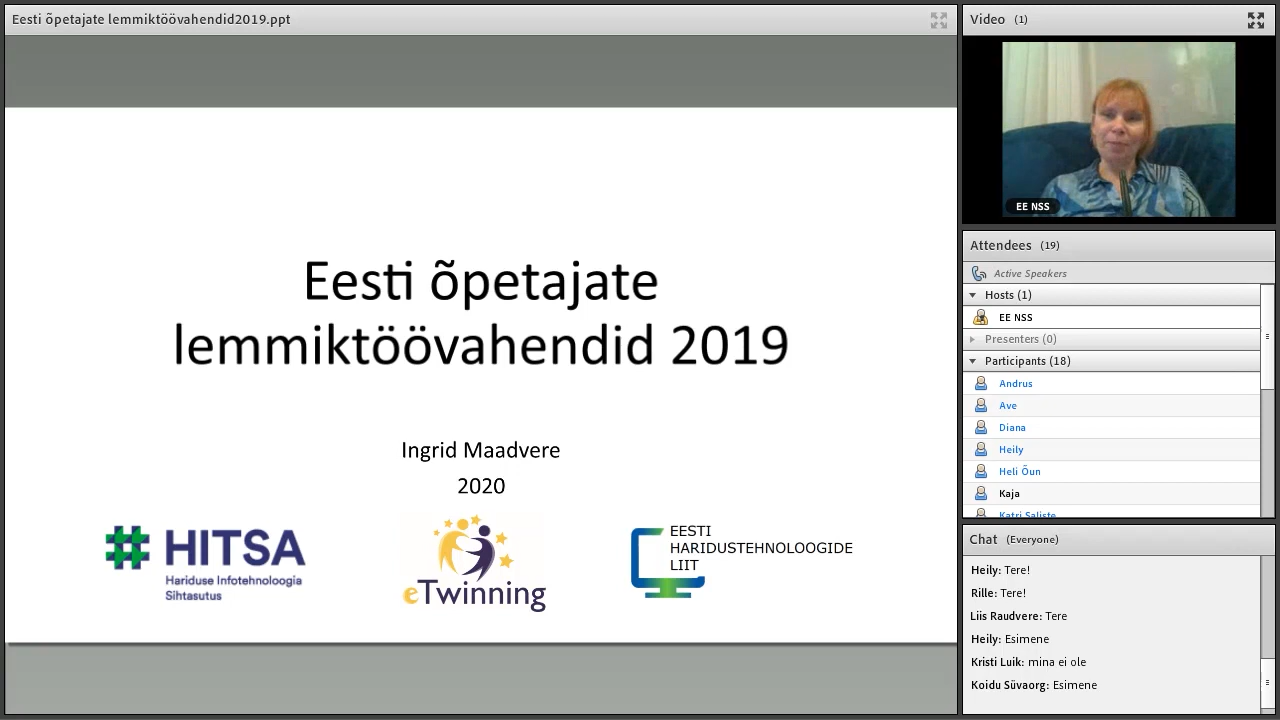 Eesti õpetajate lemmiktöövahendid2019.ppt
Eesti õpetajate
lemmiktöövahendid 2019
Ingrid Maadvere
2020
HITSA
Hariduse Infotehnoloogia
Sihtasutus
eTwinning
EESTI
HARIDUSTEHNOLOOGIDE
LIIT
Video (1)
EE NSS
Attendees (19)
Active Speakers
Hosts (1)
EE NSS
Presenters (0)
Participants (18)
Andrus
Ave
Diana
Heily
Heli Õun
Kaja
Katri Saliste
Chat (Everyone)
Heily: Tere!
Rille: Tere!
Liis Raudvere: Tere
Heily: Esimene
Kristi Luik: mina ei ole
Koidu Süvaorg: Esimene